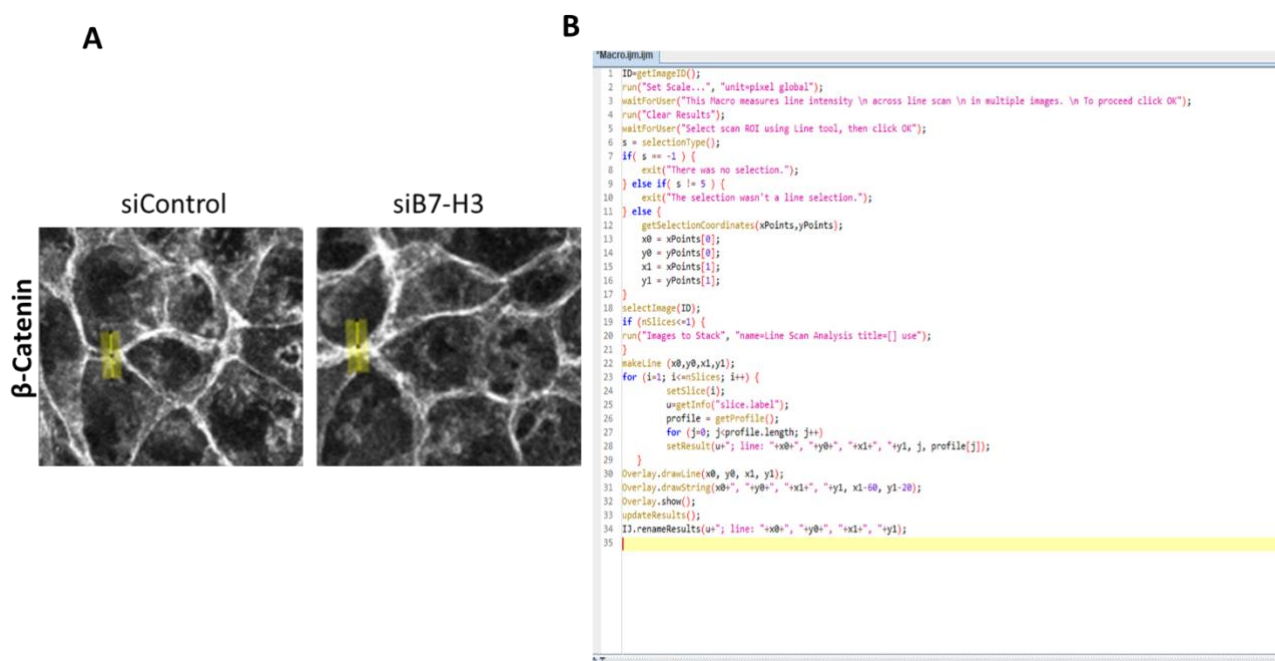 A
B
*Macro.ijm.ijm
siControl
siB7-H3
β-Catenin
1 ID=getImageID();
2 run("Set Scale...", "unit=pixel global");
3 waitForUser("This Macro measures line intensity \n across line scan \n in multiple images. \n To proceed click OK");
4 run("Clear Results");
5 waitForUser("Select scan ROI using Line tool, then click OK");
6 s = selectionType();
7 if( s == -1 ) {
8 exit("There was no selection.");
9 } else if( s != 5 ) {
10 exit("The selection wasn't a line selection.");
11 } else {
12 getSelectionCoordinates(xPoints,yPoints);
13 x0 = xPoints[0];
14 y0 = yPoints[0];
15 x1 = xPoints[1];
16 y1 = yPoints[1];
17 }
18 selectImage(ID);
19 if (nSlices<=1) {
20 run("Images to Stack", "name=Line Scan Analysis title=[] use");
21 }
22 makeLine (x0,y0,x1,y1);
23 for (i=1; i<=nSlices; i++) {
24 setSlice(i);
25 u=getInfo("slice.label");
26 profile = getProfile();
27 for (j=0; j<profile.length; j++)
28 setResult(u+"; line: "+x0+", "+y0+", "+x1+", "+y1, j, profile[j]);
29 }
30 Overlay.drawLine(x0, y0, x1, y1);
31 Overlay.drawString(x0+", "+y0+", "+x1+", "+y1, x1-60, y1-20);
32 Overlay.show();
33 updateResults();
34 IJ.renameResults(u+"; line: "+x0+", "+y0+", "+x1+", "+y1);
35